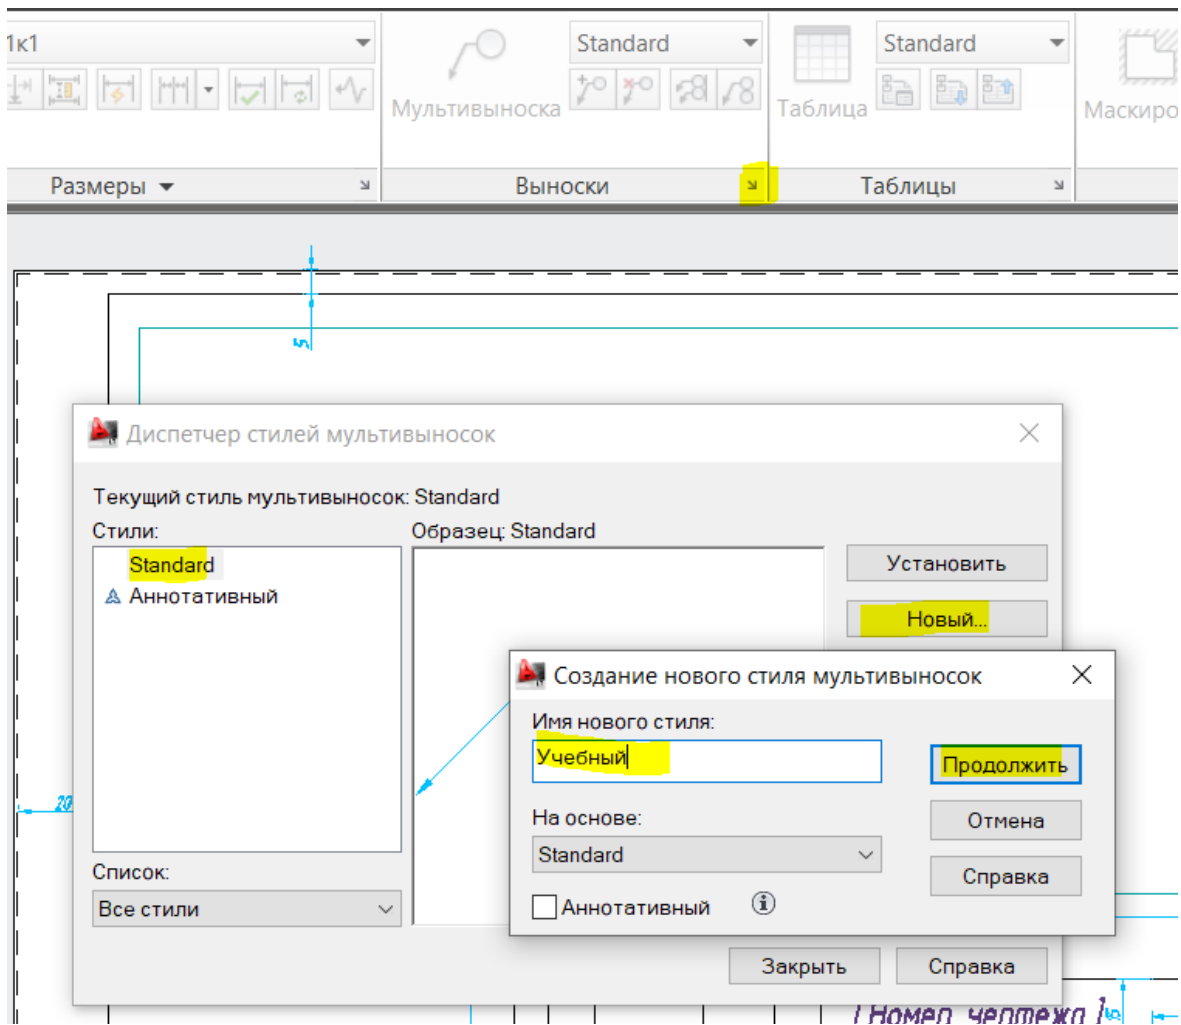 1к1
Standard
Standard
Мультивыноска
Таблица
Маскиро
Размеры
Выноски
Таблицы
5
Диспетчер стилей мультивыносок
Текущий стиль мультивыносок: Standard
Стили:
Образец: Standard
Standard
Аннотативный
Установить
Новый...
Создание нового стиля мультивыносок
Имя нового стиля:
Учебный
Продолжить
20
На основе:
Отмена
Standard
Справка
Список:
Все стили
Аннотативный
Закрыть
Справка
[Номер чертежа]
5